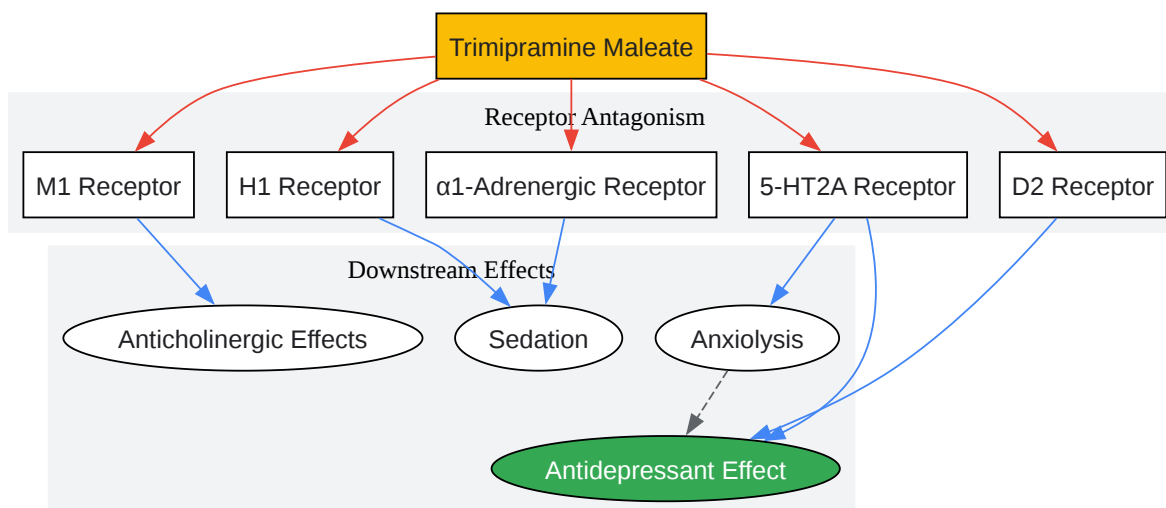 Trimipramine Maleate
Receptor Antagonism
M1 Receptor
H1 Receptor
α1-Adrenergic Receptor
5-HT2A Receptor
D2 Receptor
Downstream Effects
Anticholinergic Effects
Sedation
Anxiolysis
Antidepressant Effect